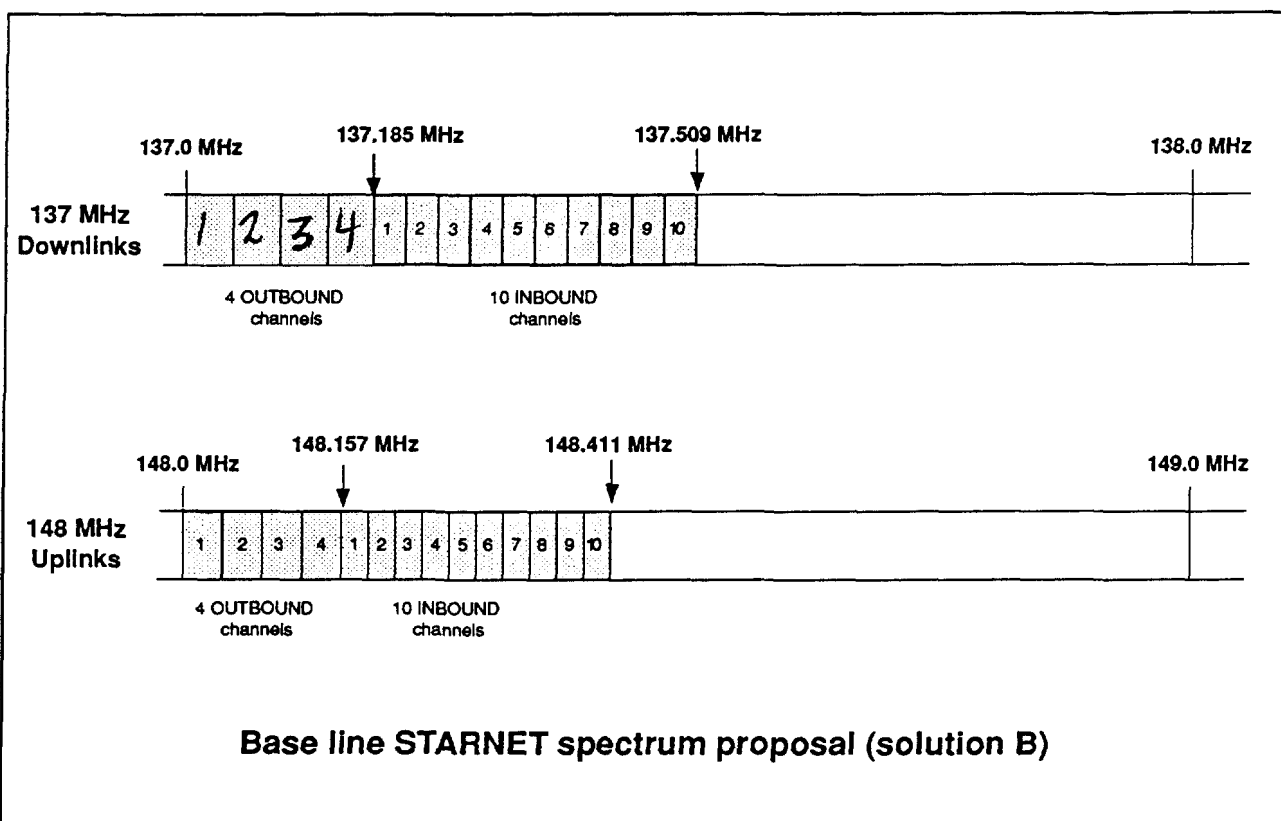 137.0 MHz
137.185 MHz
137.509 MHz
138.0 MHz
137 MHz
Downlinks
1 2 3 4 1 2 3 4 5 6 7 8 9 10
4 OUTBOUND
channels
10 INBOUND
channels
148.0 MHz
148.157 MHz
148.411 MHz
149.0 MHz
148 MHz
Uplinks
1 2 3 4 1 2 3 4 5 6 7 8 9 10
4 OUTBOUND
channels
10 INBOUND
channels
Base line STARNET spectrum proposal (solution B)